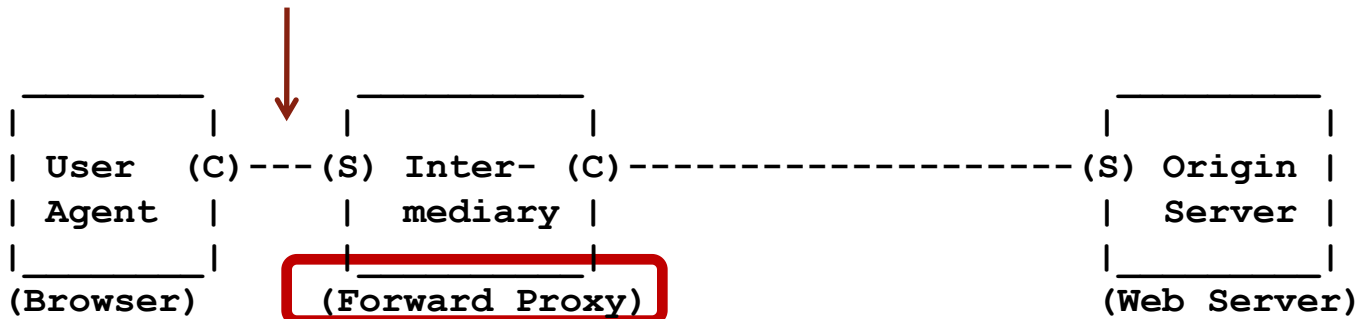 User (C)---(S) Inter- (C)--------------------(S) Origin
Agent mediary Server
(Browser) (Forward Proxy) (Web Server)